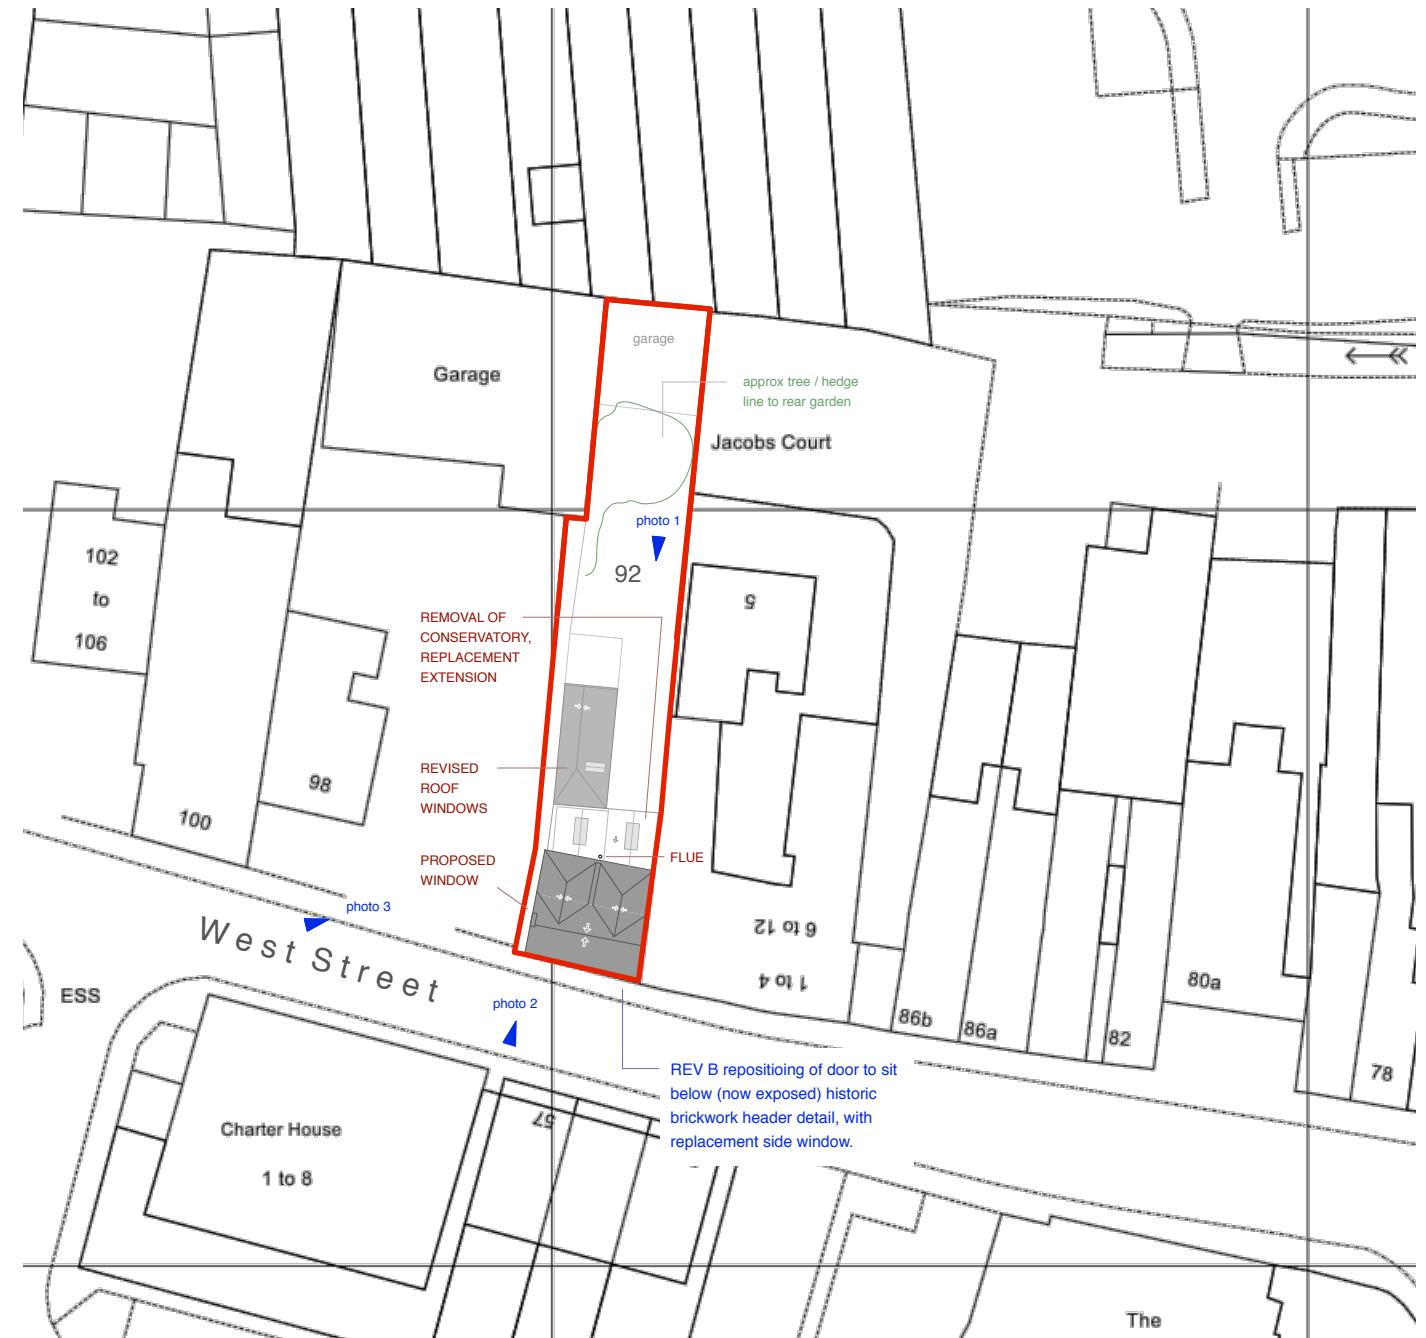 garage
Garage
approx tree / hedge
line to rear garden
Jacobs Court
photo 1
92
102
to
106
5
REMOVAL OF
CONSERVATORY,
REPLACEMENT
EXTENSION
98
REVISED
ROOF
WINDOWS
100
PROPOSED
WINDOW
FLUE
photo 3
West Street
6 to 12
1 to 4
ESS
photo 2
86b
86a
82
80a
78
REV B repositioing of door to sit
below (now exposed) historic
brickwork header detail, with
replacement side window.
57
Charter House
1 to 8
The